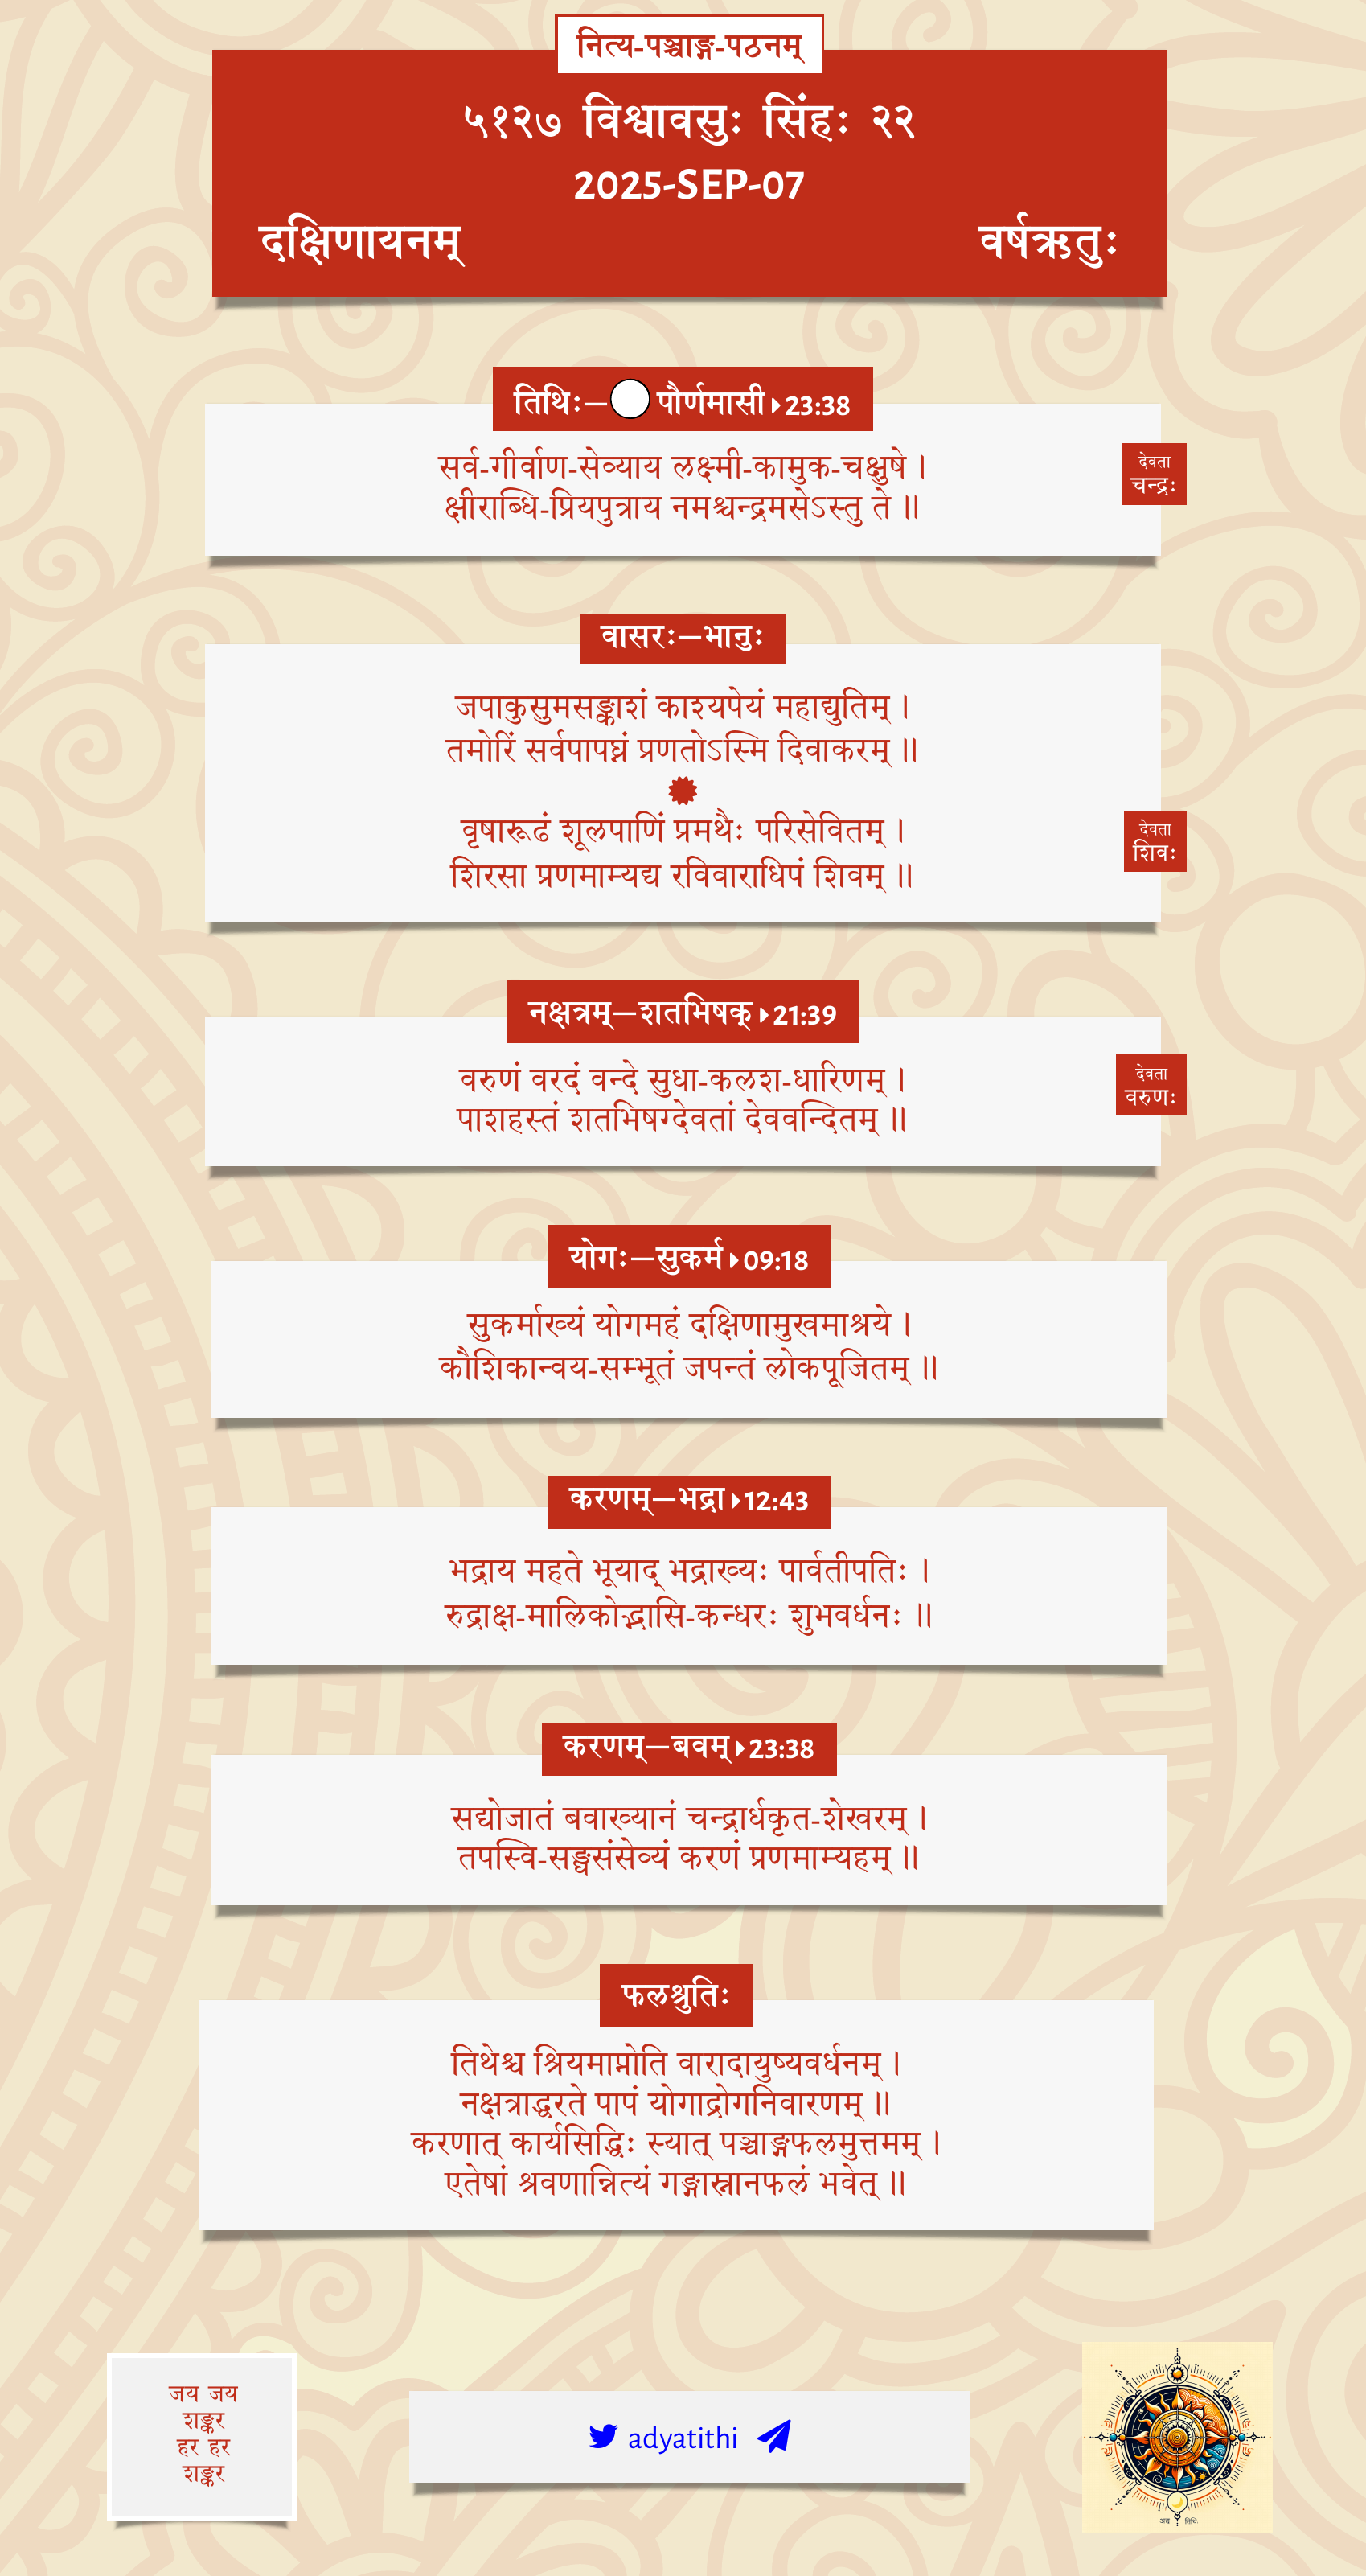 नित्य-पञ्चाङ्ग-पठनम्
५१२७ विश्वावसुः सिंहः २२
2025-SEP-07
दक्षिणायनम्
वर्षऋतुः
तिथिः—पौर्णमासी 23:38
सर्व-गीर्वाण-सेव्याय लक्ष्मी-कामुक-चक्षुषे ।
क्षीराब्धि-प्रियपुत्राय नमश्चन्द्रमसेऽस्तु ते ॥
देवता
चन्द्रः
वासरः—भानुः
जपाकुसुमसङ्काशं काश्यपेयं महाद्युतिम् ।
तमोरिं सर्वपापघ्नं प्रणतोऽस्मि दिवाकरम् ॥
वृषारूढं शूलपाणिं प्रमथैः परिसेवितम् ।
शिरसा प्रणमाम्यद्य रविवाराधिपं शिवम् ॥
देवता
शिवः
नक्षत्रम्—शतभिषक् 21:39
वरुणं वरदं वन्दे सुधा-कलश-धारिणम् ।
पाशहस्तं शतभिषग्देवतां देववन्दितम् ॥
देवता
वरुणः
योगः—सुकर्म 09:18
सुकर्माख्यं योगमहं दक्षिणामुखमाश्रये ।
कौशिकान्वय-सम्भूतं जपन्तं लोकपूजितम् ॥
करणम्—भद्रा 12:43
भद्राय महते भूयाद् भद्राख्यः पार्वतीपतिः ।
रुद्राक्ष-मालिकोद्भासि-कन्धरः शुभवर्धनः ॥
करणम्—बवम् 23:38
सद्योजातं बवाख्यानं चन्द्रार्धकृत-शेखरम् ।
तपस्वि-सङ्घसंसेव्यं करणं प्रणमाम्यहम् ॥
फलश्रुतिः
तिथेश्च श्रियमाप्नोति वारादायुष्यवर्धनम् ।
नक्षत्राद्धरते पापं योगाद्रोगनिवारणम् ॥
करणात् कार्यसिद्धिः स्यात् पञ्चाङ्गफलमुत्तमम् ।
एतेषां श्रवणान्नित्यं गङ्गास्नानफलं भवेत् ॥
जय जय
शङ्कर
हर हर
शङ्कर
adyatithi
अद्य तिथिः